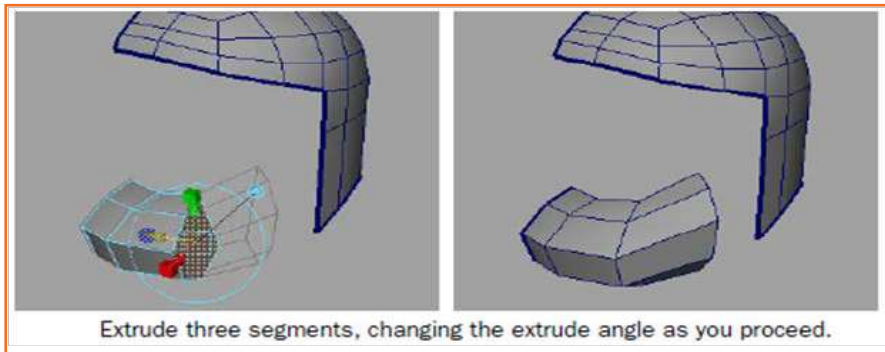 Extrude three segments, changing the extrude angle as you proceed.